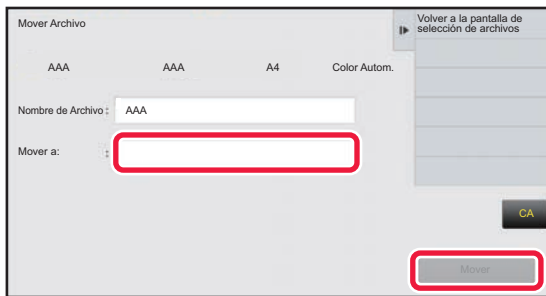 Mover Archivo
Volver a la pantalla de
selección de archivos
AAA AAA A4 Color Autom.
Nombre de Archivo : AAA
Mover a: :
CA
Mover